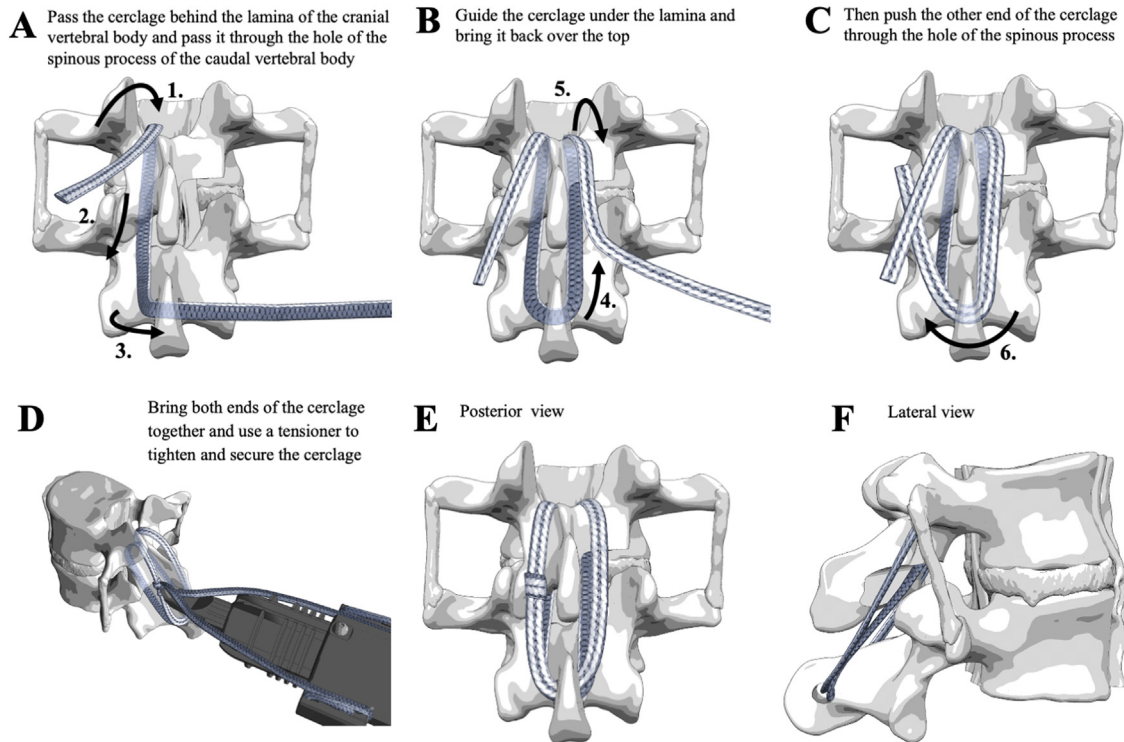 A
Pass the cerclage behind the lamina of the cranial
vertebral body and pass it through the hole of the
spinous process of the caudal vertebral body
1.
2.
3.
B
Guide the cerclage under the lamina and
bring it back over the top
5.
4.
C
Then push the other end of the cerclage
through the hole of the spinous process
6.
D
Bring both ends of the cerclage
together and use a tensioner to
tighten and secure the cerclage
E
Posterior view
F
Lateral view